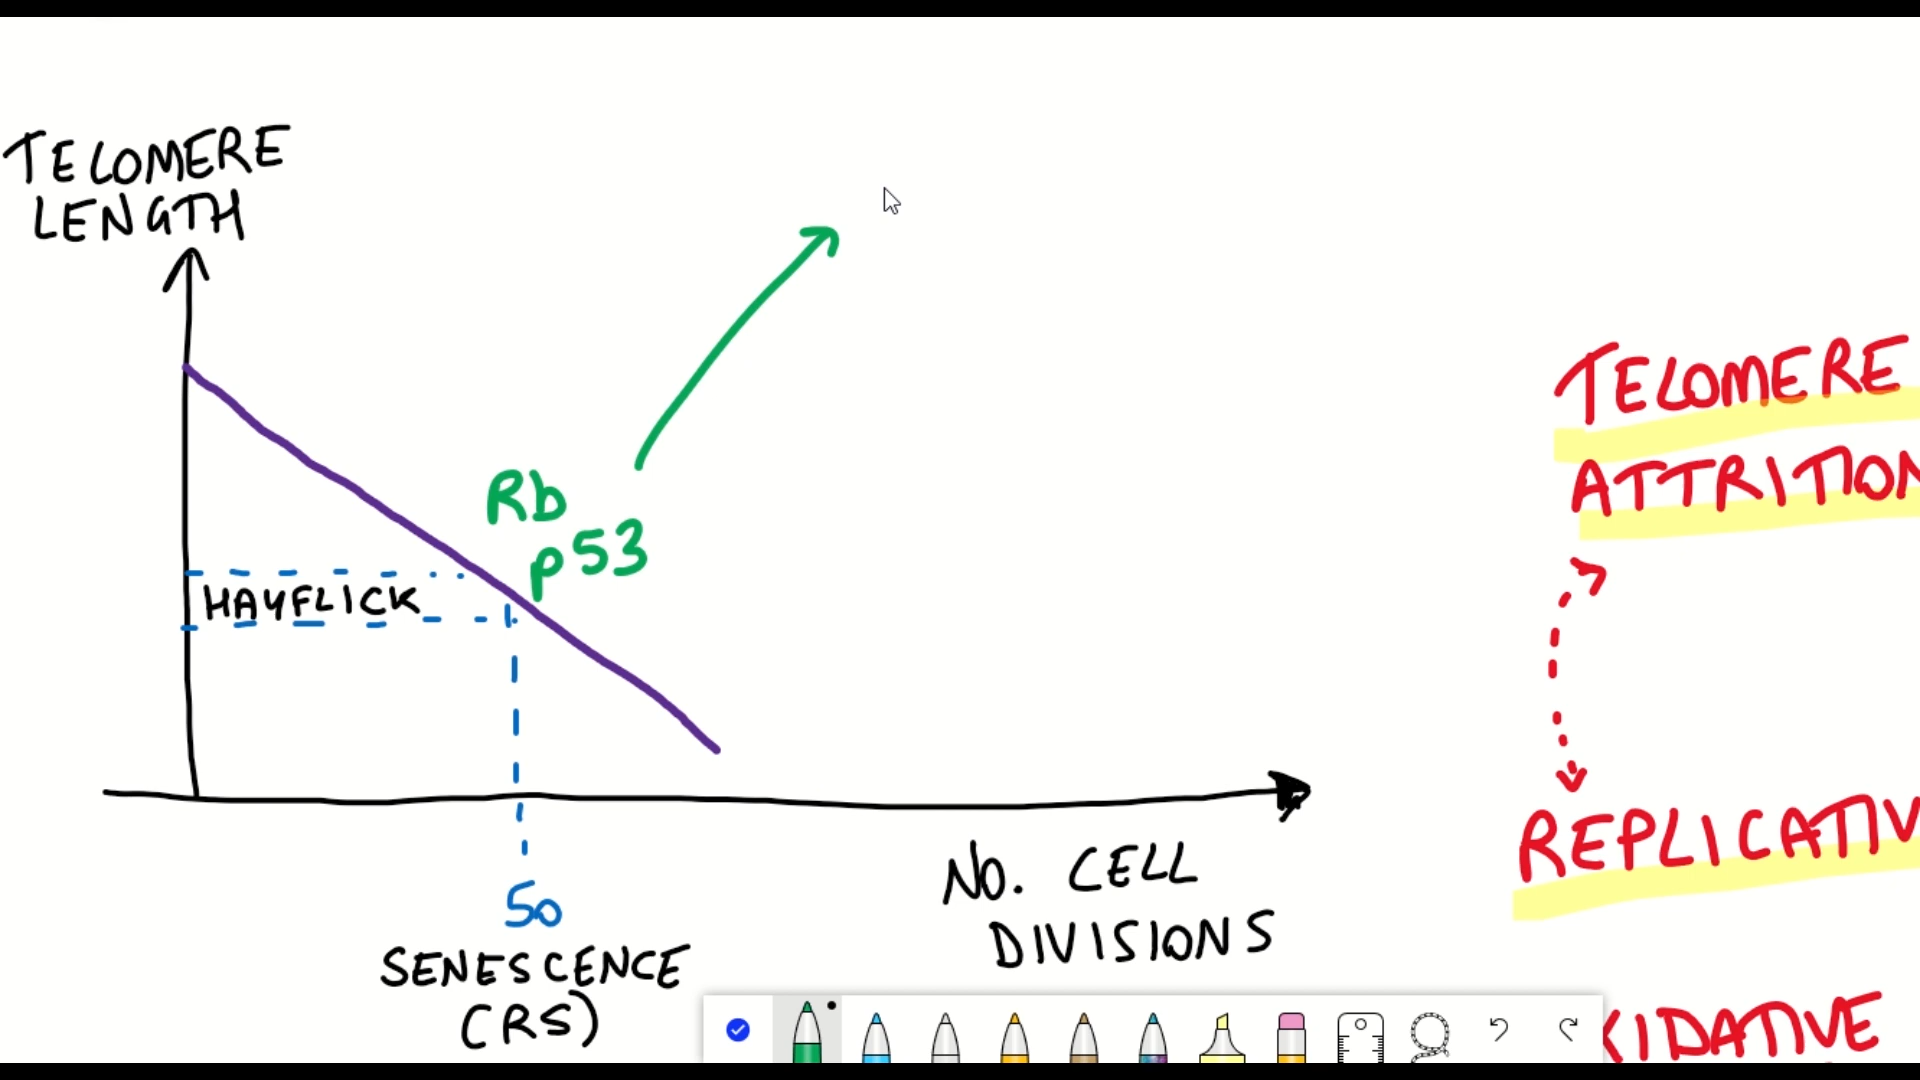 TELOMERE
LENGTH
Rb
p53
HAYFLICK
50
SENESCENCE
(RS)
NO. CELL
DIVISIONS
TELOMERE
ATTRITION
REPLICATIV
XIDATIVE